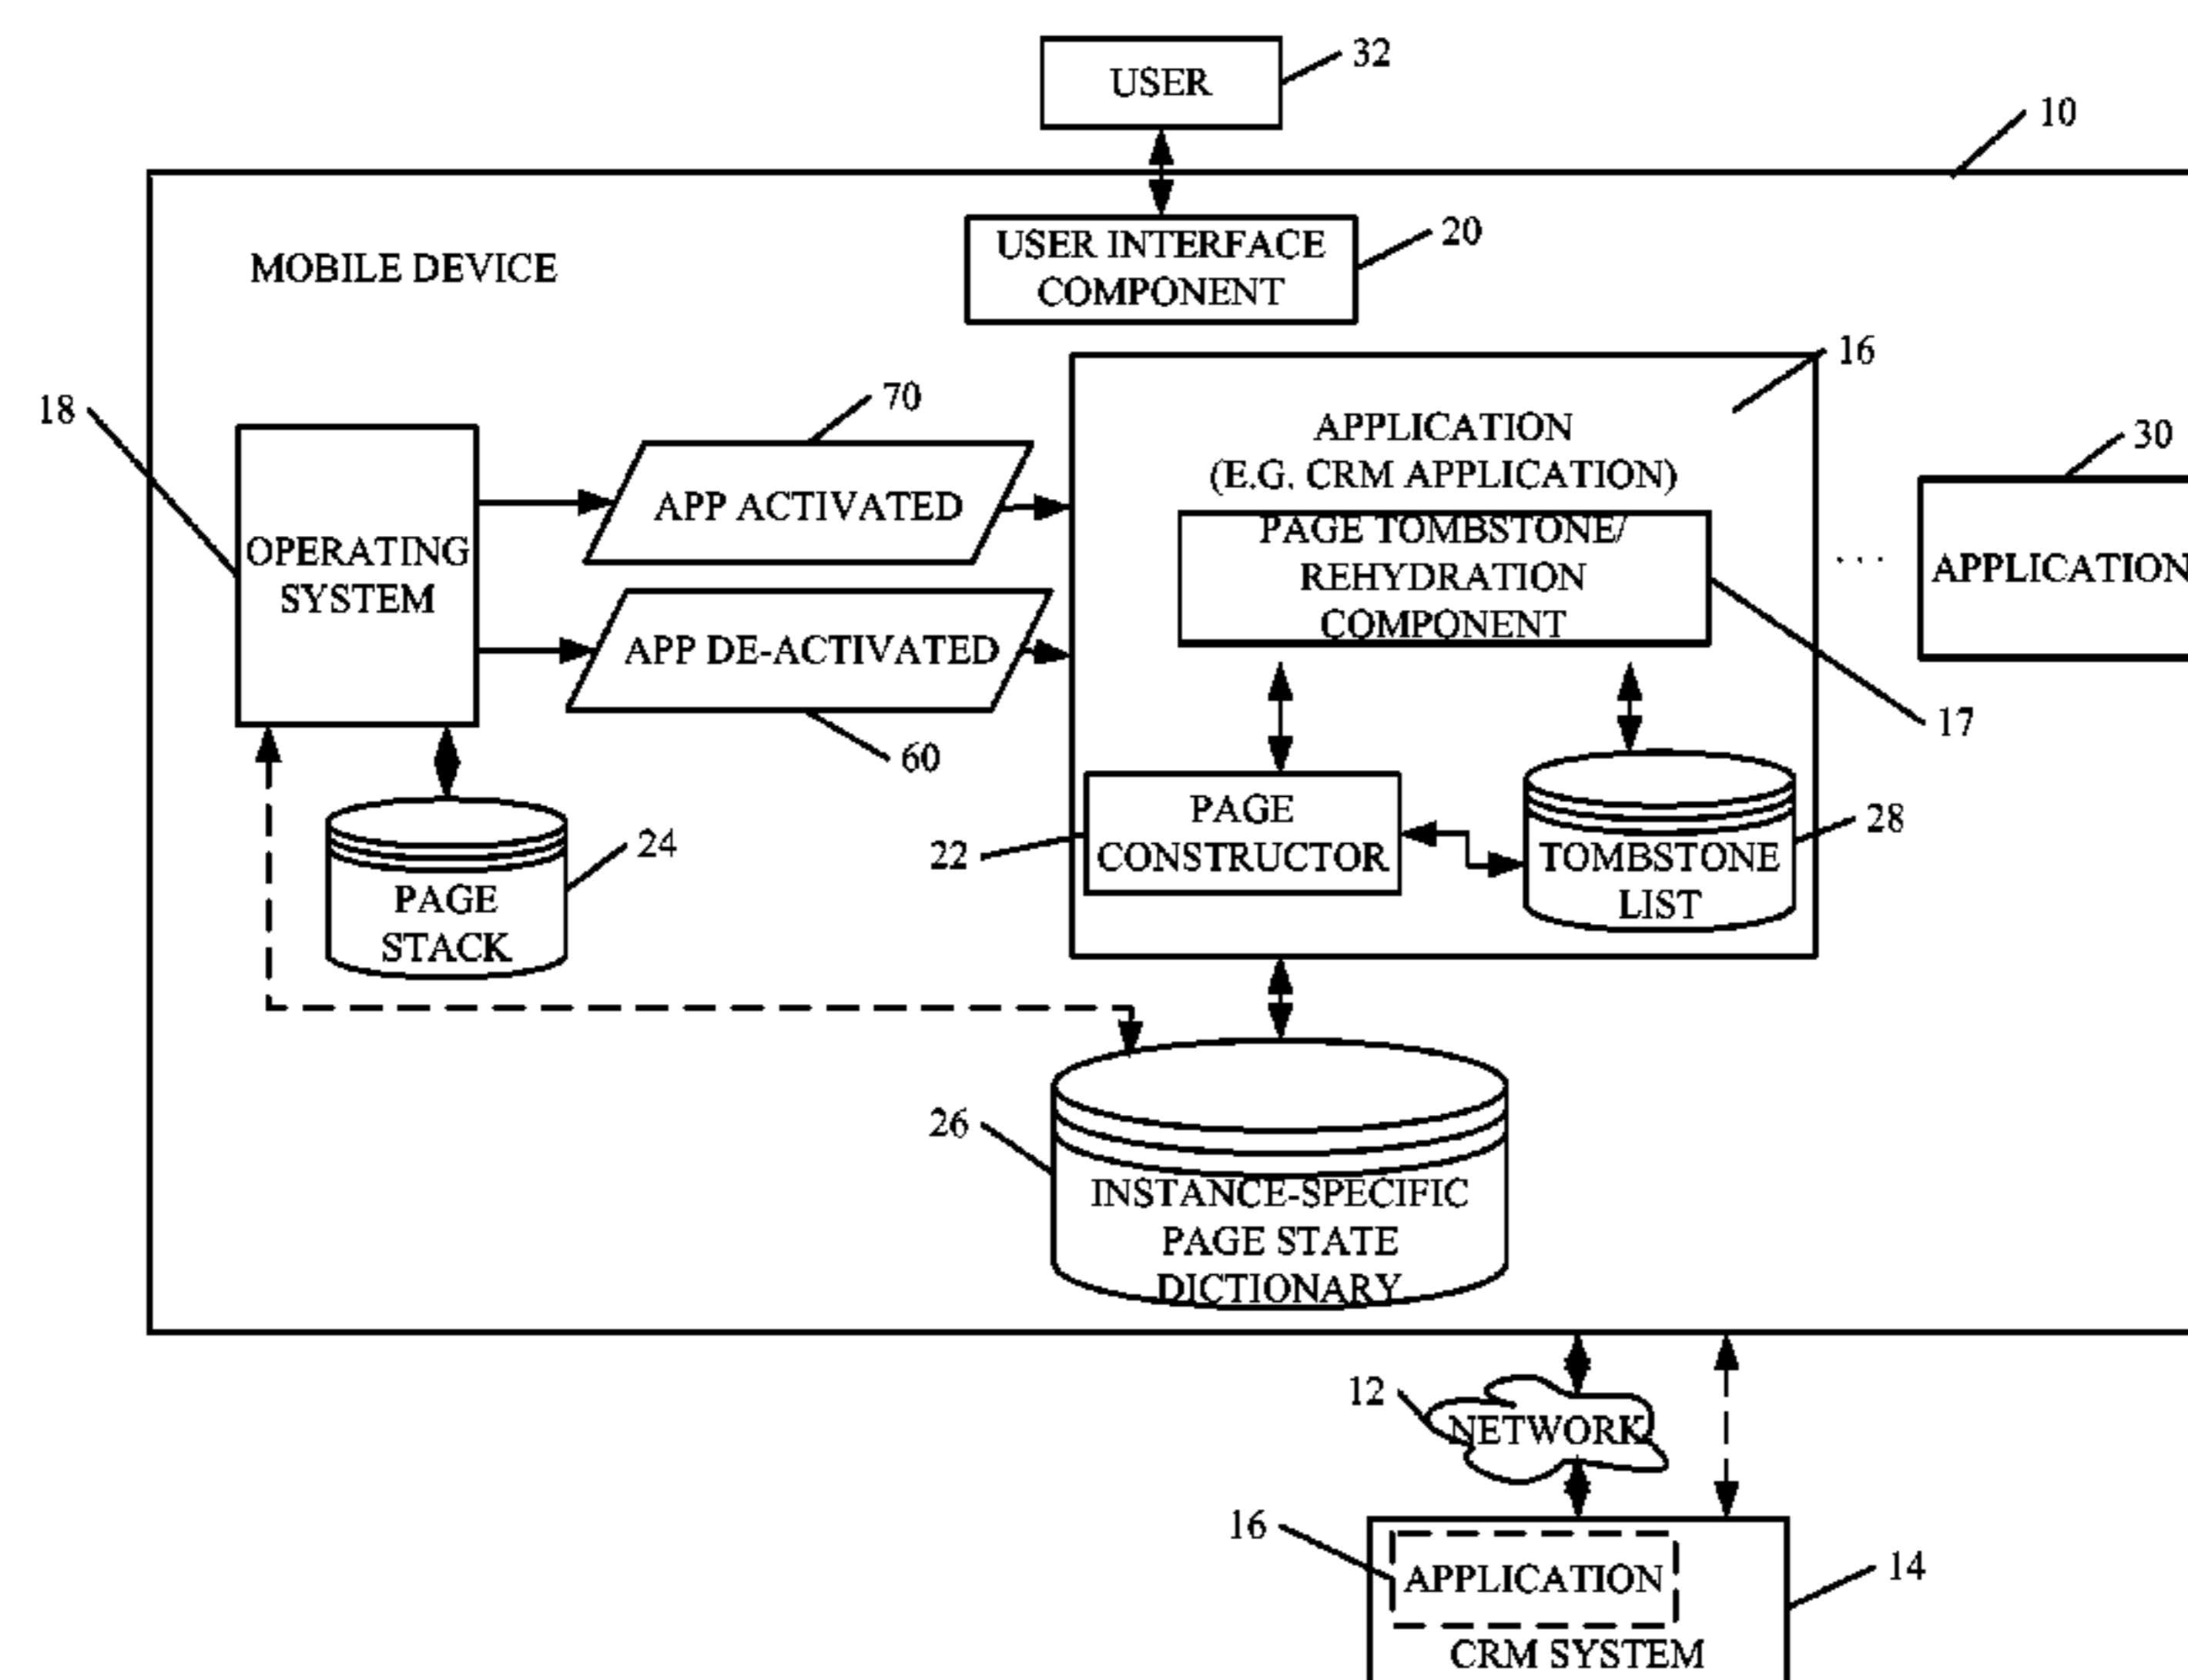 USER
32
10
MOBILE DEVICE
USER INTERFACE
COMPONENT
20
18
OPERATING
SYSTEM
70
APP ACTIVATED
APP DE-ACTIVATED
60
16
APPLICATION
(E.G. CRM APPLICATION)
PAGE TOMBSTONE/
REHYDRATION
COMPONENT
17
. . .
30
APPLICATION
PAGE
STACK
24
22
PAGE
CONSTRUCTOR
TOMBSTONE
LIST
28
26
INSTANCE-SPECIFIC
PAGE STATE
DICTIONARY
12
NETWORK
16
APPLICATION
14
CRM SYSTEM